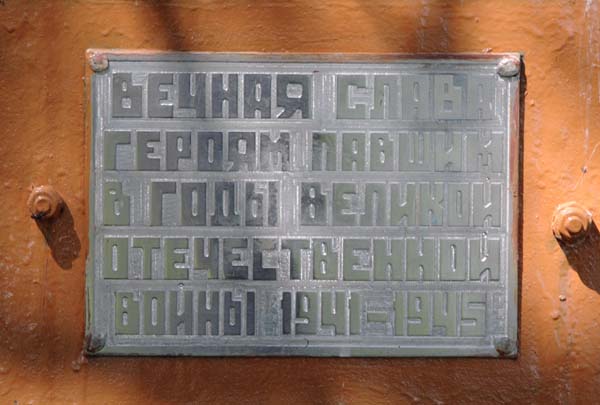 ВЕЧНАЯ СЛАВА
ГЕРОЯМ ПАВШИМ
В ГОДЫ ВЕЛИКОЙ
ОТЕЧЕСТВЕННОЙ
ВОЙНЫ 1941-1945